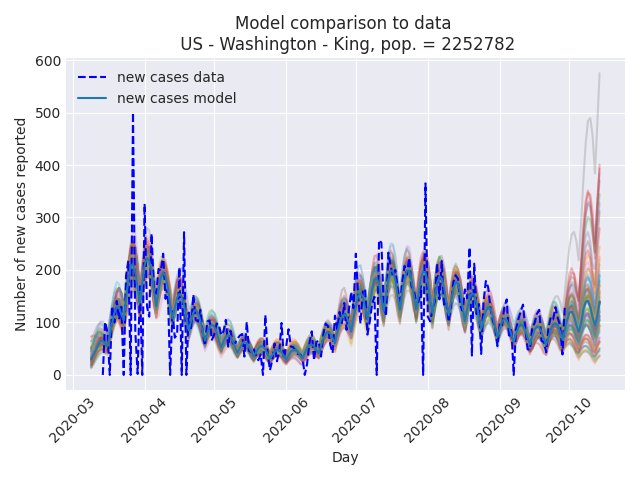 Model comparison to data
US - Washington - King, pop. = 2252782
600
500
400
300
200
100
0
Number of new cases reported
new cases data
new cases model
2020-03
2020-04
2020-05
2020-06
2020-07
2020-08
2020-09
2020-10
Day